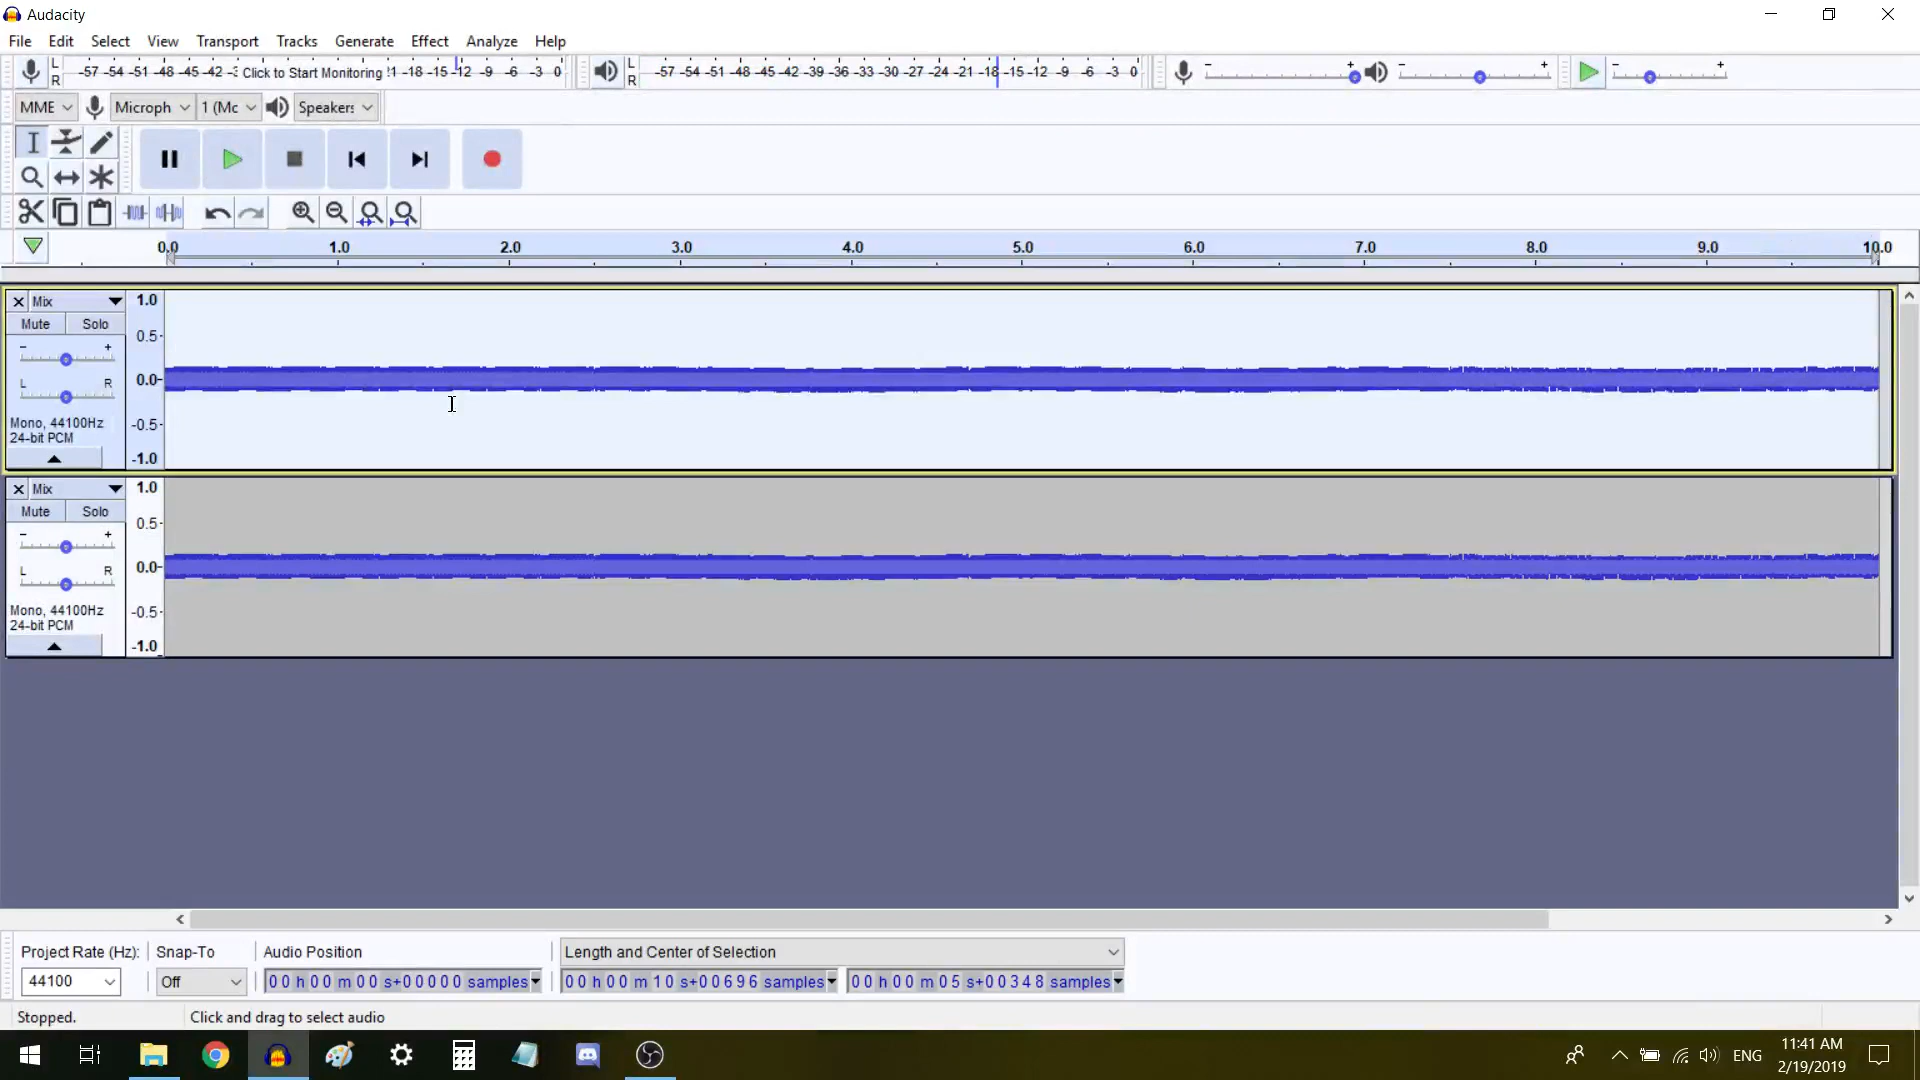 Audacity
File Edit Select View Transport Tracks Generate Effect Analyze Help
L R -57 -54 -51 -48 -45 -42 Click to Start Monitoring -18 -15 -12 -9 -6 -3 0
L R -57 -54 -51 -48 -45 -42 -39 -36 -33 -30 -27 -24 -21 -18 -15 -12 -9 -6 -3 0
- + - + - +
MME Microph 1 (Mc Speakers
0.0 1.0 2.0 3.0 4.0 5.0 6.0 7.0 8.0 9.0 10.0
Mix 1.0
Mute Solo
0.5
- +
0.0
L R
Mono, 44100Hz
-0.5
24-bit PCM
-1.0
Mix 1.0
Mute Solo
0.5
- +
0.0
L R
Mono, 44100Hz
-0.5
24-bit PCM
-1.0
Project Rate (Hz): Snap-To Audio Position Length and Center of Selection
44100 Off 00 h 00 m 00 s+00000 samples 00 h 00 m 10 s+00696 samples 00 h 00 m 05 s+00348 samples
Stopped. Click and drag to select audio
ENG 11:41 AM
2/19/2019